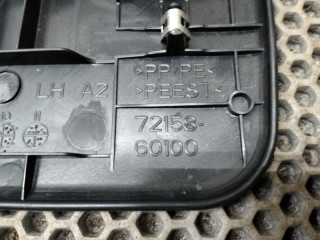 >PP/PE<
LH A2
>PEEST<
72158-
60100